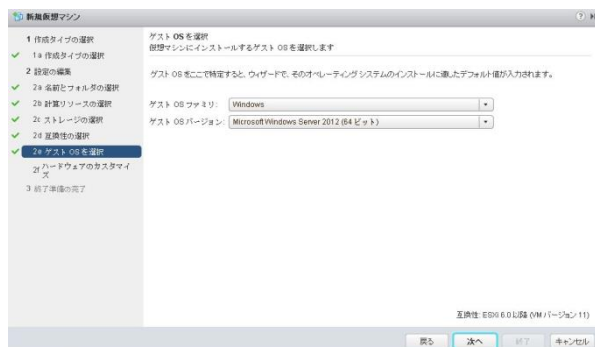 新規仮想マシン
1 作成タイプの選択
1a 作成タイプの選択
2 設定の編集
2a 名前とフォルダの選択
2b 計算リソースの選択
2c ストレージの選択
2d 互換性の選択
2e ゲスト OS を選択
2f ハードウェアのカスタマイ
ズ
3 終了準備の完了
ゲスト OS を選択
仮想マシンにインストールするゲスト OS を選択します
ゲスト OS をここで特定すると、ウィザードで、そのオペレーティングシステムのインストールに適したデフォルト値が入力されます。
ゲスト OS ファミリ: Windows
ゲスト OS バージョン: Microsoft Windows Server 2012 (64 ビット)
互換性: ESXi 6.0 以降 (VM バージョン 11)
戻る 次へ 終了 キャンセル